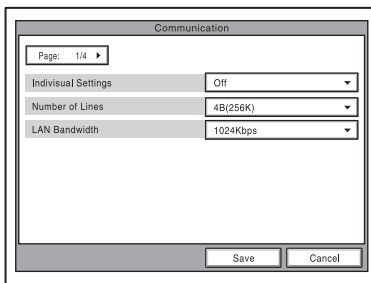 Communication
Page: 1/4
Indivisual Settings Off
Number of Lines 4B(256K)
LAN Bandwidth 1024Kbps
Save Cancel